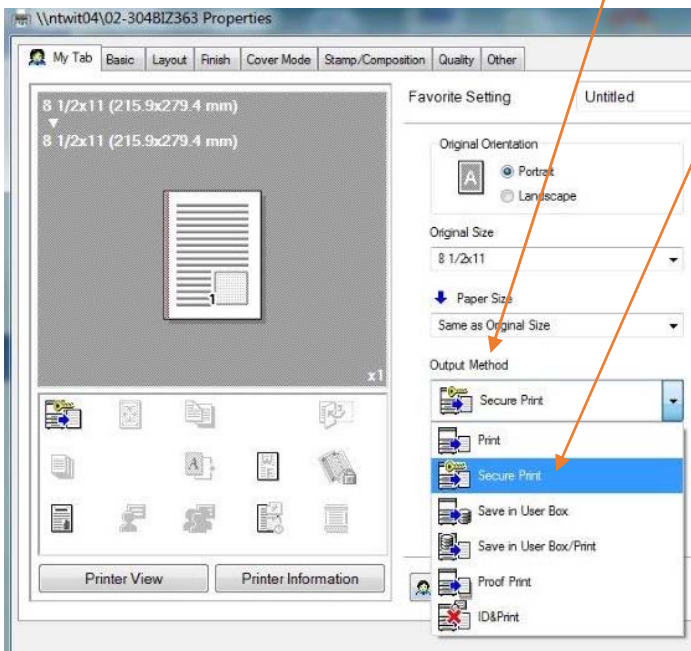 \\ntwit04\02-304BIZ363 Properties
My Tab Basic Layout Finish Cover Mode Stamp/Composition Quality Other
8 1/2x11 (215.9x279.4 mm)
8 1/2x11 (215.9x279.4 mm)
1
x1
Printer View Printer Information
Favorite Setting Untitled
Original Orientation
A
Portrait
Landscape
Original Size
8 1/2x11
Paper Size
Same as Original Size
Output Method
Secure Print
Print
Secure Print
Save in User Box
Save in User Box/Print
Proof Print
ID&Print